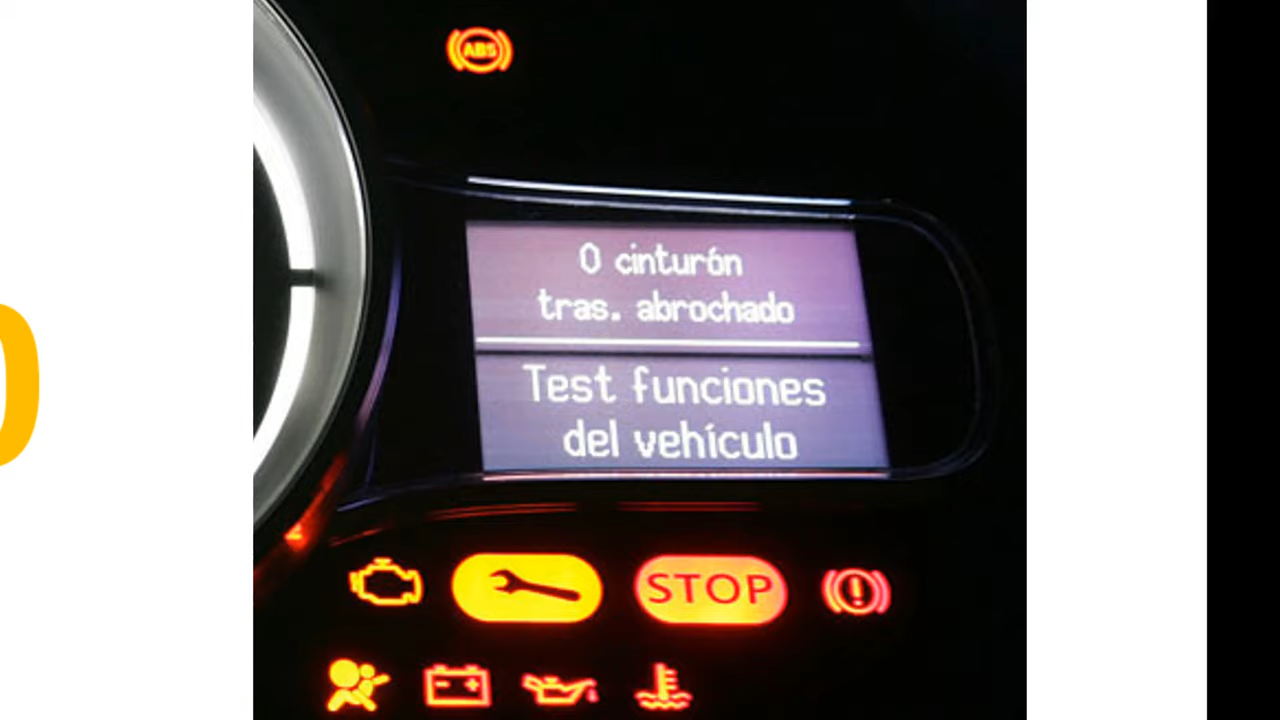 ABS
0 cinturón
tras. abrochado
Test funciones
del vehículo
STOP